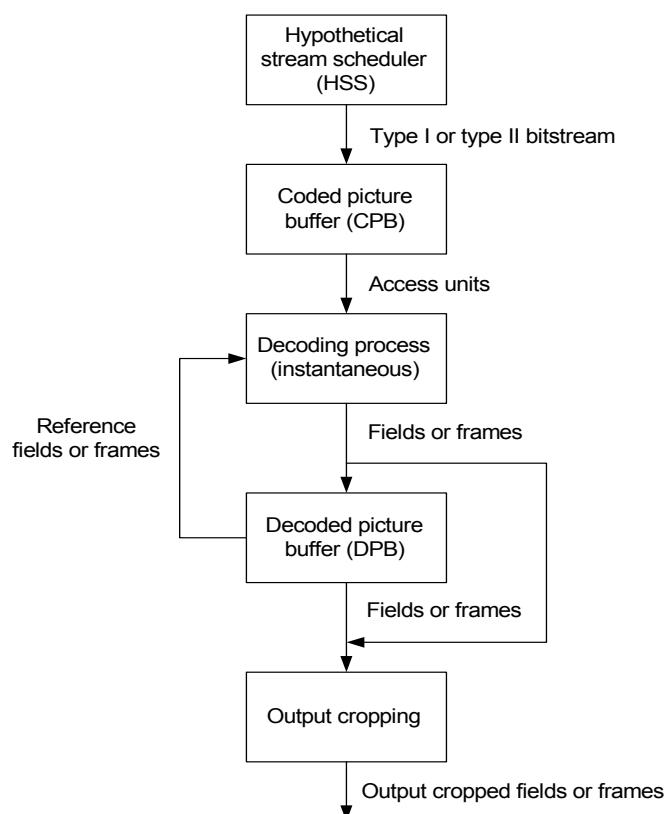 Hypothetical
stream scheduler
(HSS)
Type I or type II bitstream
Coded picture
buffer (CPB)
Access units
Decoding process
(instantaneous)
Reference
fields or frames
Fields or frames
Decoded picture
buffer (DPB)
Fields or frames
Output cropping
Output cropped fields or frames